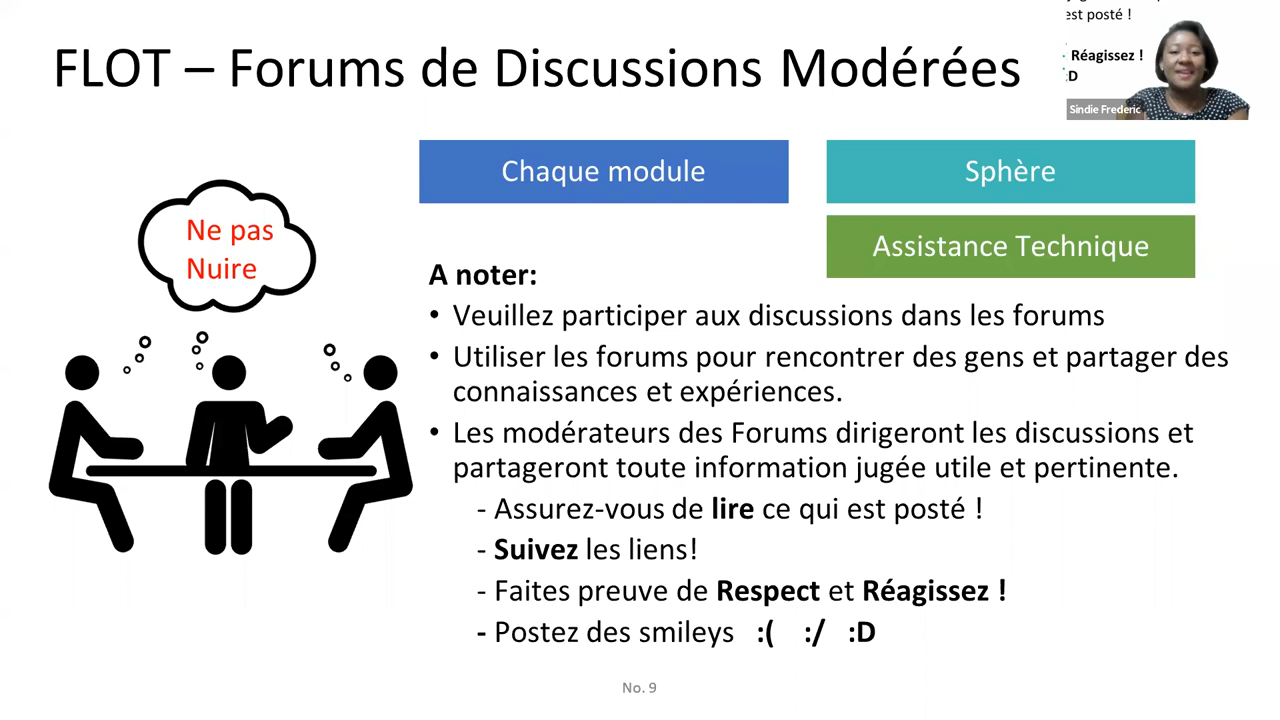 FLOT – Forums de Discussions Modérées
est posté !
Réagissez !
:D
Sindie Frederic
Chaque module
Sphère
Assistance Technique
Ne pas
Nuire
A noter:
• Veuillez participer aux discussions dans les forums
• Utiliser les forums pour rencontrer des gens et partager des
connaissances et expériences.
• Les modérateurs des Forums dirigeront les discussions et
partageront toute information jugée utile et pertinente.
- Assurez-vous de lire ce qui est posté !
- Suivez les liens!
- Faites preuve de Respect et Réagissez !
- Postez des smileys :( :/ :D
No. 9